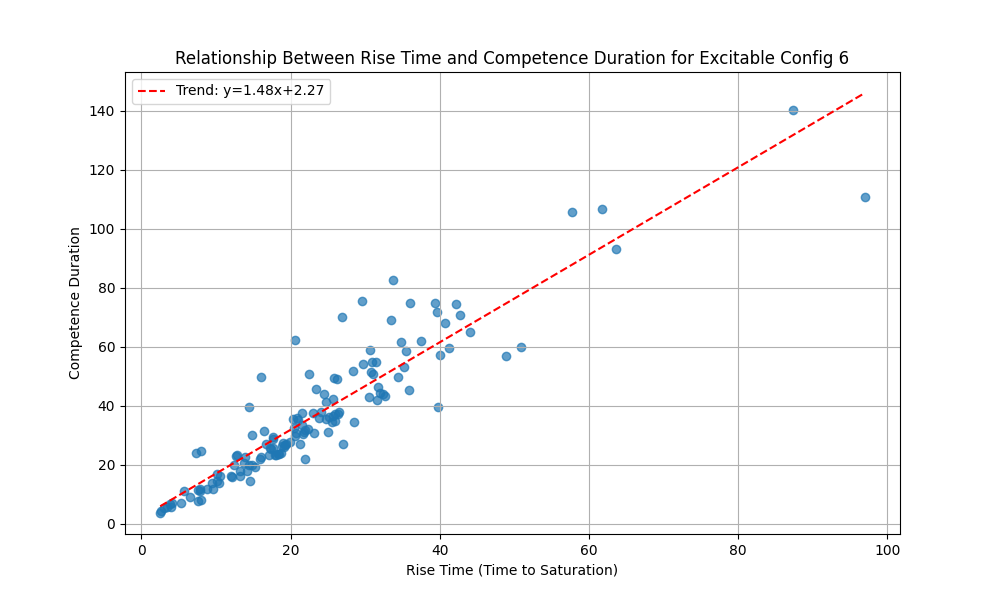 Relationship Between Rise Time and Competence Duration for Excitable Config 6
Trend: y=1.48x+2.27
140
120
100
80
60
40
20
0
Competence Duration
0 20 40 60 80 100
Rise Time (Time to Saturation)